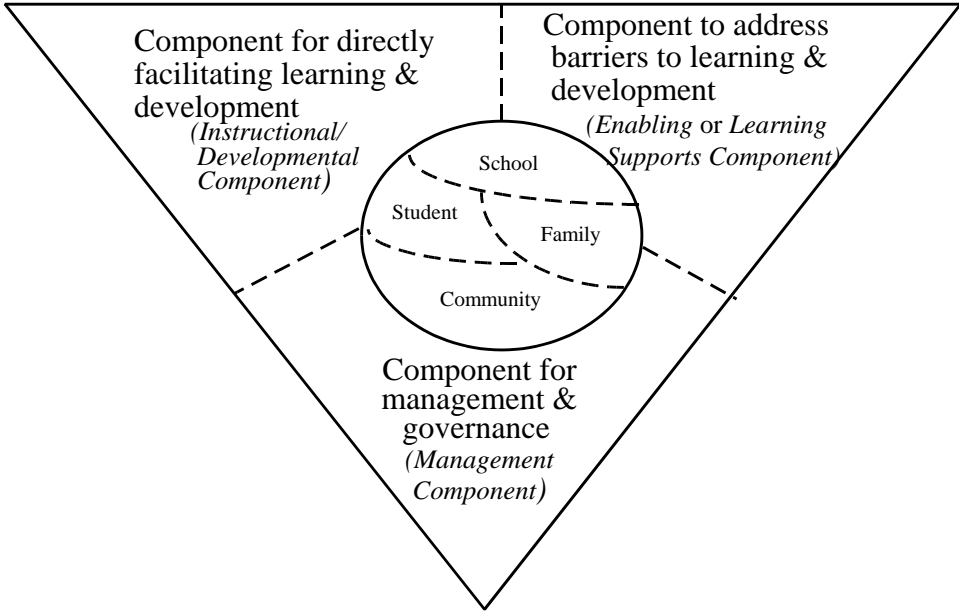 Component for directly
facilitating learning &
development
(Instructional/
Developmental
Component)
Component to address
barriers to learning &
development
(Enabling or Learning
Supports Component)
School
Student
Family
Community
Component for
management &
governance
(Management
Component)